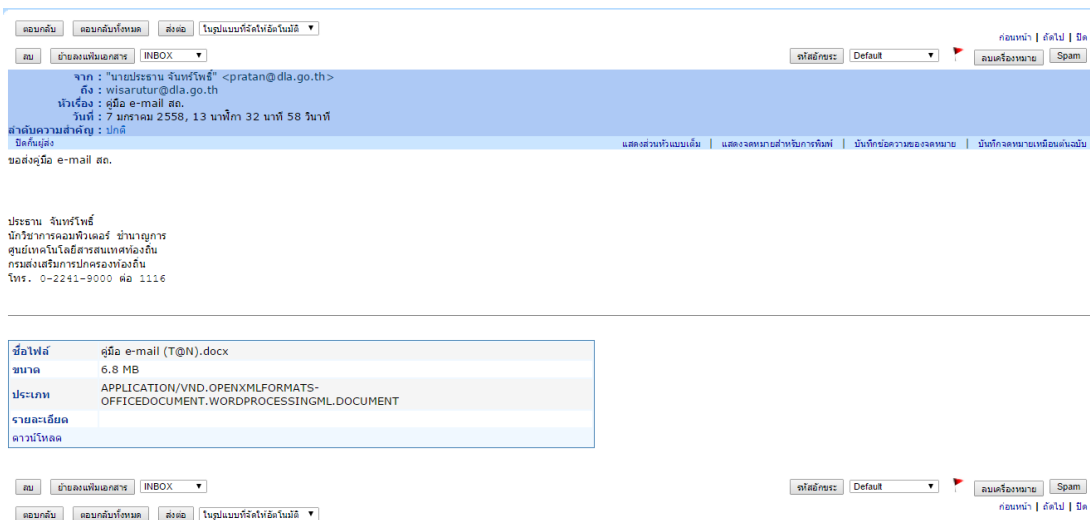 ตอบกลับ ตอบกลับทั้งหมด ส่งต่อ ในรูปแบบที่จัดให้อัตโนมัติ
ก่อนหน้า | ถัดไป | ปิด
ลบ ย้ายลงแฟ้มเอกสาร INBOX รหัสอักขระ Default ลบเครื่องหมาย Spam
จาก : "นายประธาน จันทร์โพธิ์" <pratan@dla.go.th>
ถึง : wisarutur@dla.go.th
หัวเรื่อง : คู่มือ e-mail สถ.
วันที่ : 7 มกราคม 2558, 13 นาฬิกา 32 นาที 58 วินาที
ลำดับความสำคัญ : ปกติ
ปิดกั้นผู้ส่ง แสดงส่วนหัวแบบเต็ม | แสดงจดหมายสำหรับการพิมพ์ | บันทึกข้อความของจดหมาย | บันทึกจดหมายเหมือนต้นฉบับ
ขอส่งคู่มือ e-mail สถ.
ประธาน จันทร์โพธิ์
นักวิชาการคอมพิวเตอร์ ชำนาญการ
ศูนย์เทคโนโลยีสารสนเทศท้องถิ่น
กรมส่งเสริมการปกครองท้องถิ่น
โทร. 0-2241-9000 ต่อ 1116
ชื่อไฟล์ คู่มือ e-mail (T@N).docx
ขนาด 6.8 MB
ประเภท APPLICATION/VND.OPENXMLFORMATS-
OFFICEDOCUMENT.WORDPROCESSINGML.DOCUMENT
รายละเอียด
ดาวน์โหลด
ลบ ย้ายลงแฟ้มเอกสาร INBOX รหัสอักขระ Default ลบเครื่องหมาย Spam
ตอบกลับ ตอบกลับทั้งหมด ส่งต่อ ในรูปแบบที่จัดให้อัตโนมัติ
ก่อนหน้า | ถัดไป | ปิด